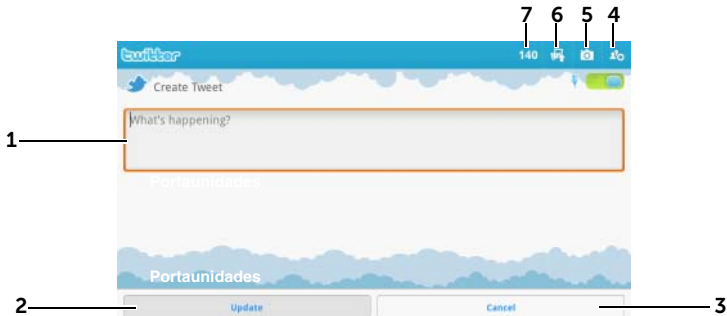 7 6 5 4
twitter
140
Create Tweet
What's happening?
1
Portaunidades
Portaunidades
2
Update
Cancel
3